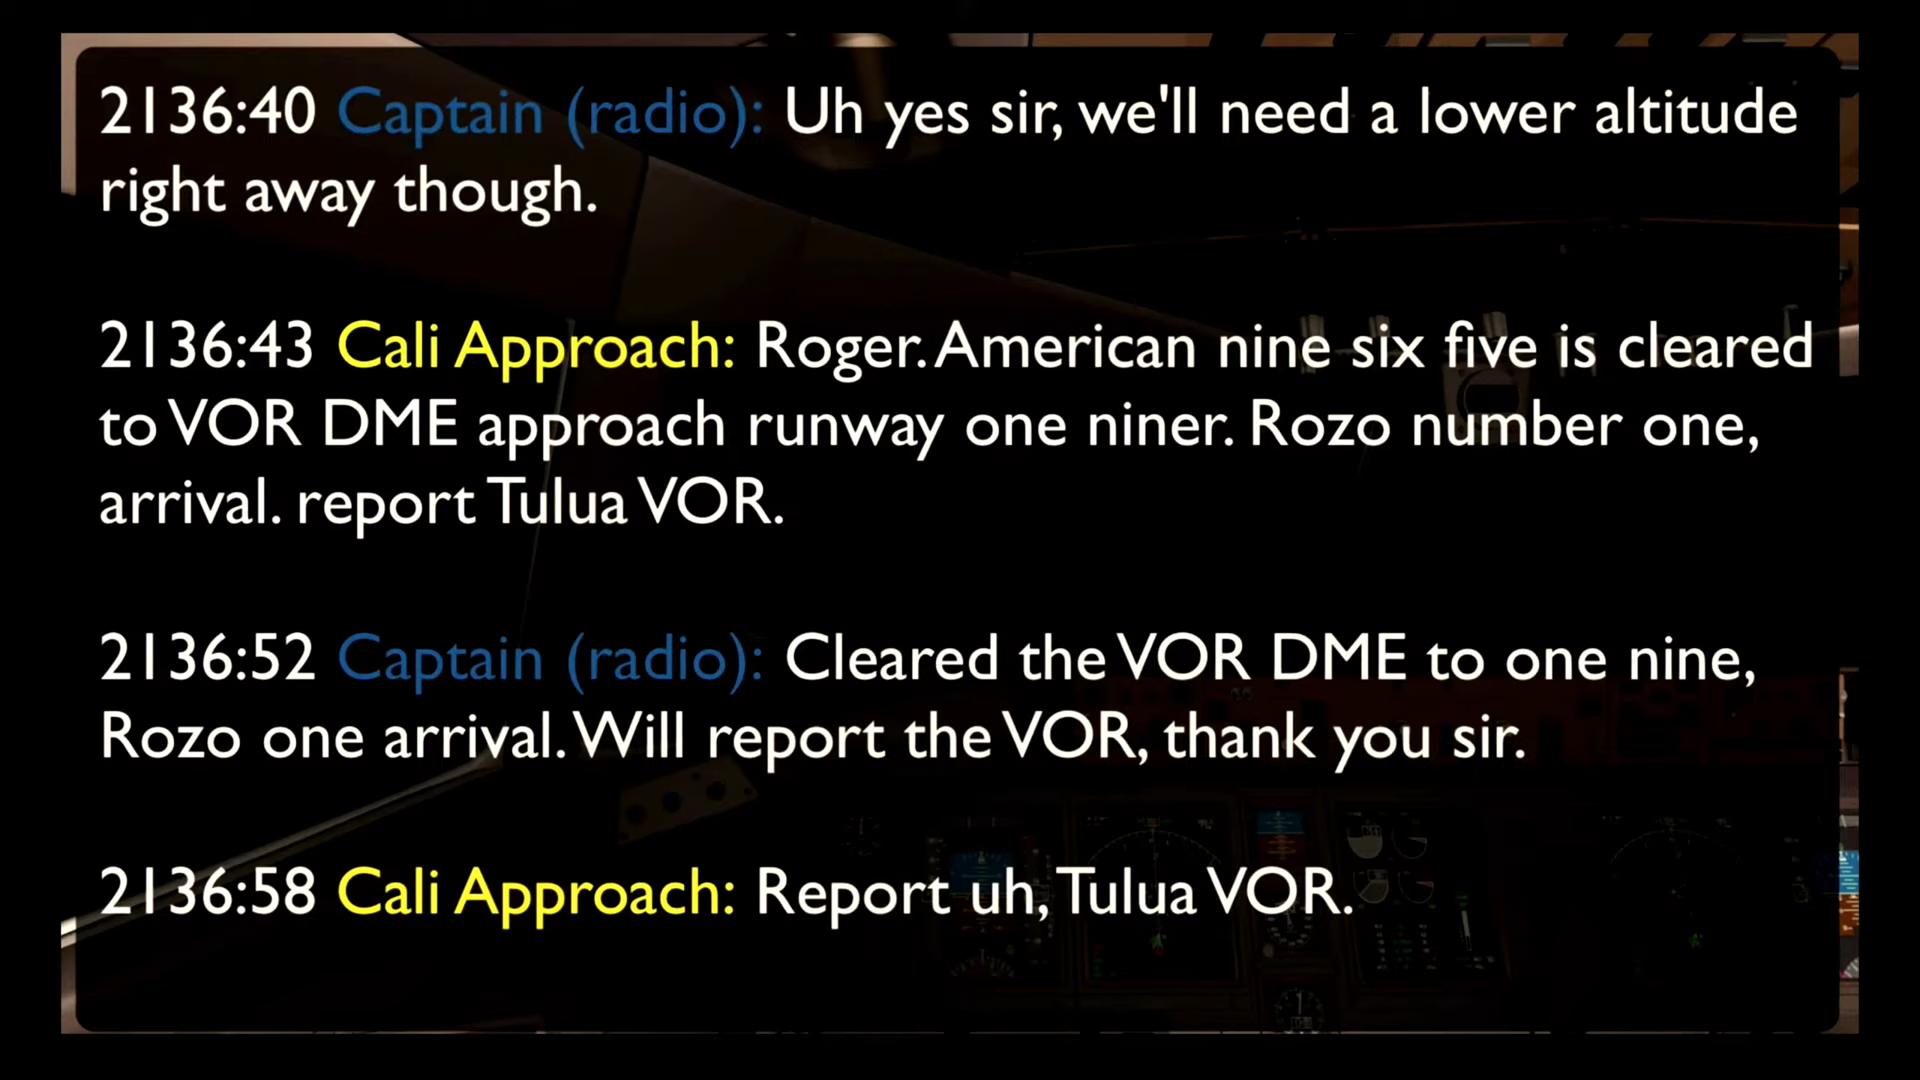 2136:40 Captain (radio): Uh yes sir, we'll need a lower altitude
right away though.
2136:43 Cali Approach: Roger. American nine six five is cleared
to VOR DME approach runway one niner. Rozo number one,
arrival. report Tulua VOR.
2136:52 Captain (radio): Cleared the VOR DME to one nine,
Rozo one arrival. Will report the VOR, thank you sir.
2136:58 Cali Approach: Report uh, Tulua VOR.